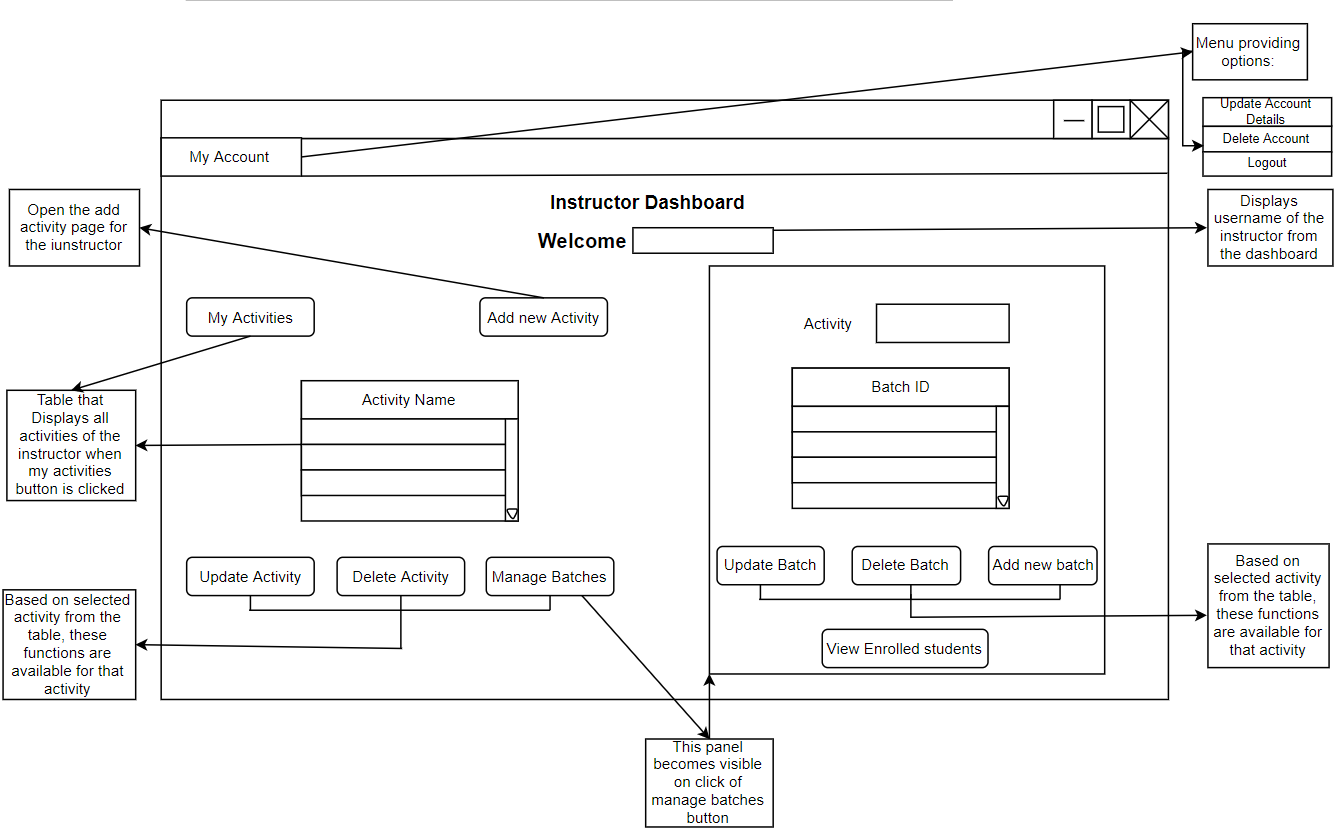 Menu providing
options:
Update Account
Details
Delete Account
Logout
My Account
Instructor Dashboard
Welcome
Displays
username of the
instructor from
the dashboard
Open the add
activity page for
the iunstructor
My Activities
Add new Activity
Activity
Batch ID
Activity Name
Table that
Displays all
activities of the
instructor when
my activities
button is clicked
Update Activity
Delete Activity
Manage Batches
Update Batch
Delete Batch
Add new batch
View Enrolled students
Based on selected
activity from the
table, these
functions are
available for that
activity
Based on
selected activity
from the table,
these functions
are available for
that activity
This panel
becomes visible
on click of
manage batches
button